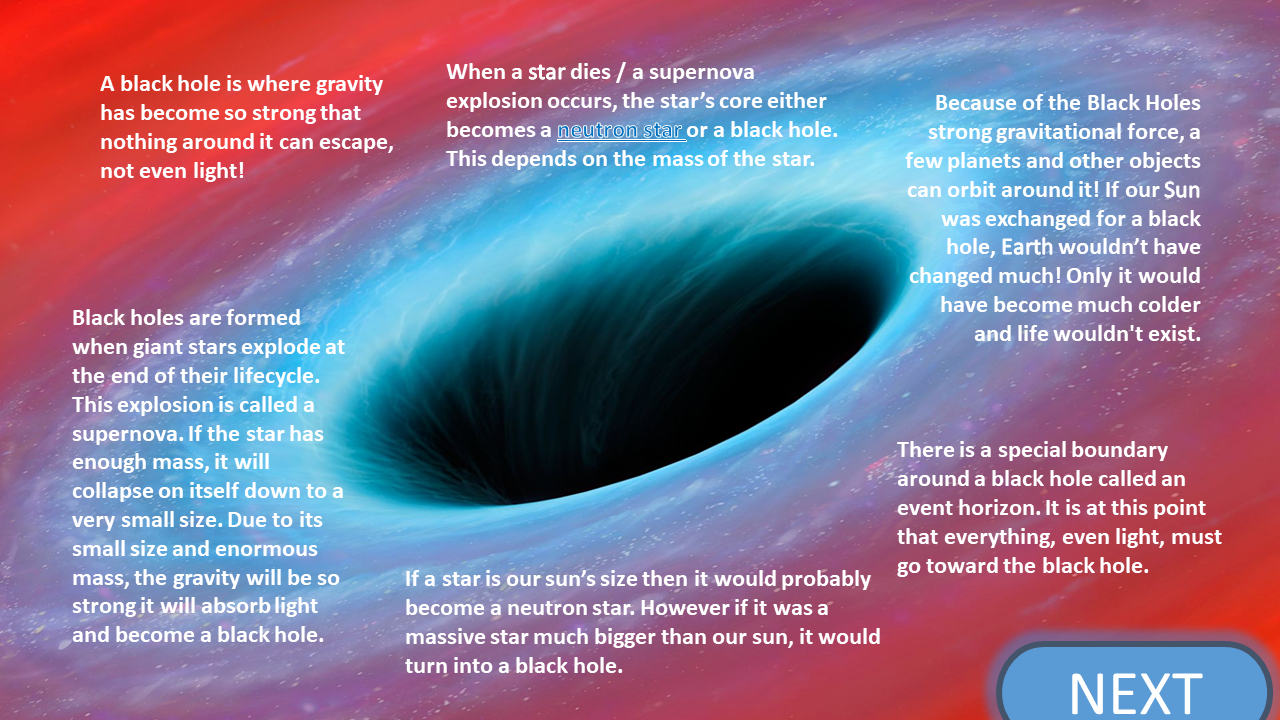 A black hole is where gravity
has become so strong that
nothing around it can escape,
not even light!
When a star dies / a supernova
explosion occurs, the star’s core either
becomes a neutron star or a black hole.
This depends on the mass of the star.
Because of the Black Holes
strong gravitational force, a
few planets and other objects
can orbit around it! If our Sun
was exchanged for a black
hole, Earth wouldn’t have
changed much! Only it would
have become much colder
and life wouldn't exist.
Black holes are formed
when giant stars explode at
the end of their lifecycle.
This explosion is called a
supernova. If the star has
enough mass, it will
collapse on itself down to a
very small size. Due to its
small size and enormous
mass, the gravity will be so
strong it will absorb light
and become a black hole.
There is a special boundary
around a black hole called an
event horizon. It is at this point
that everything, even light, must
go toward the black hole.
If a star is our sun’s size then it would probably
become a neutron star. However if it was a
massive star much bigger than our sun, it would
turn into a black hole.
NEXT